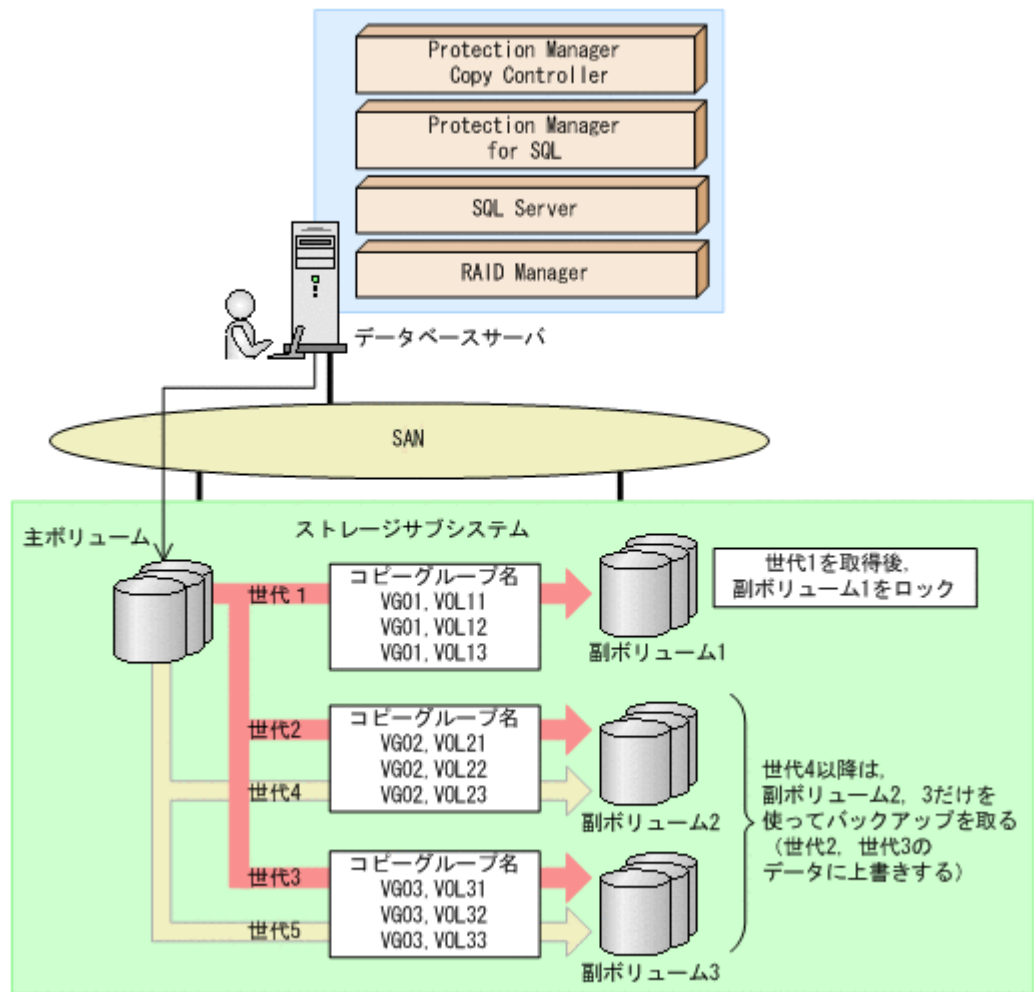 Protection Manager
Copy Controller
Protection Manager
for SQL
SQL Server
RAID Manager
データベースサーバ
SAN
ストレージサブシステム
主ボリューム
世代1
コピーグループ名
VG01,VOL11
VG01,VOL12
VG01,VOL13
副ボリューム1
世代1を取得後,
副ボリューム1をロック
世代2
コピーグループ名
VG02,VOL21
VG02,VOL22
VG02,VOL23
世代4
副ボリューム2
世代4以降は,
副ボリューム2, 3だけを
使ってバックアップを取る
(世代2, 世代3の
データに上書きする)
世代3
コピーグループ名
VG03,VOL31
VG03,VOL32
VG03,VOL33
世代5
副ボリューム3